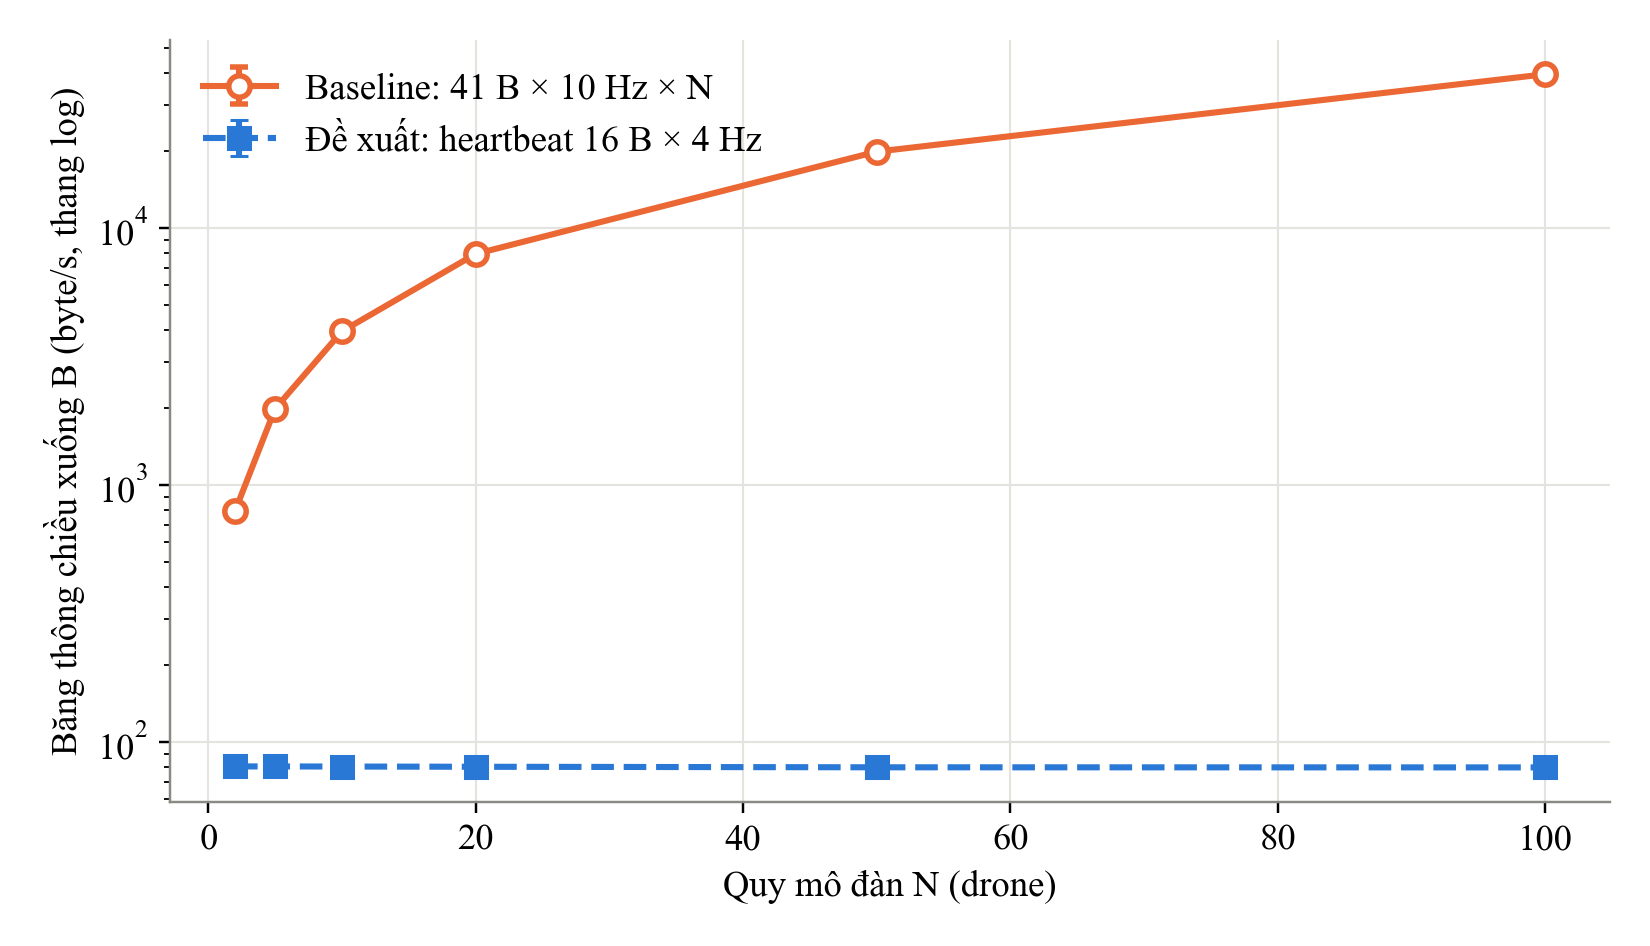 Baseline: 41 B × 10 Hz × N
Đề xuất: heartbeat 16 B × 4 Hz
Băng thông chiều xuống B (byte/s, thang log)
10^4
10^3
10^2
0 20 40 60 80 100
Quy mô đàn N (drone)